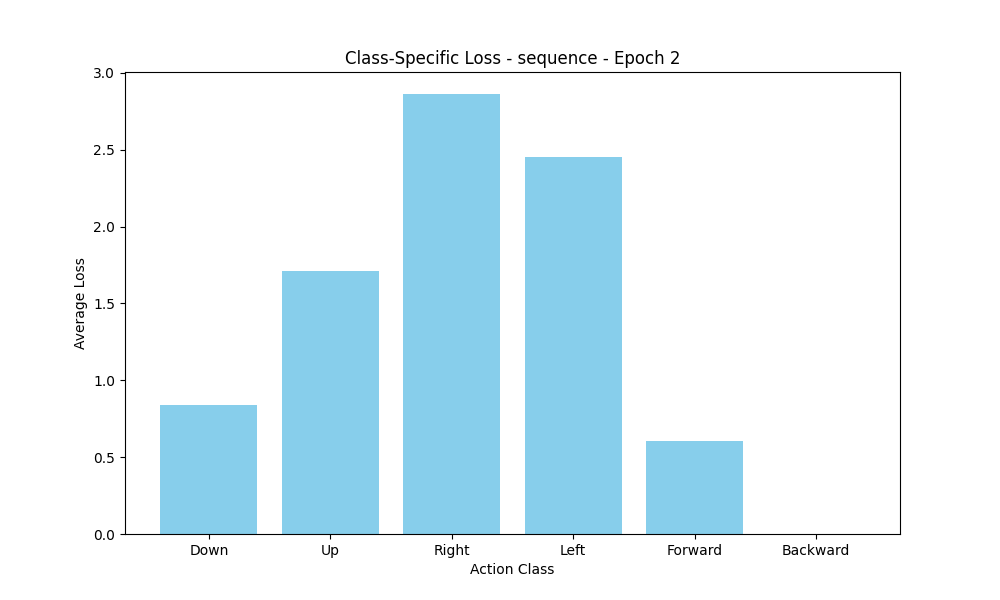 Class-Specific Loss - sequence - Epoch 2
3.0
2.5
2.0
1.5
1.0
0.5
0.0
Average Loss
Down Up Right Left Forward Backward
Action Class